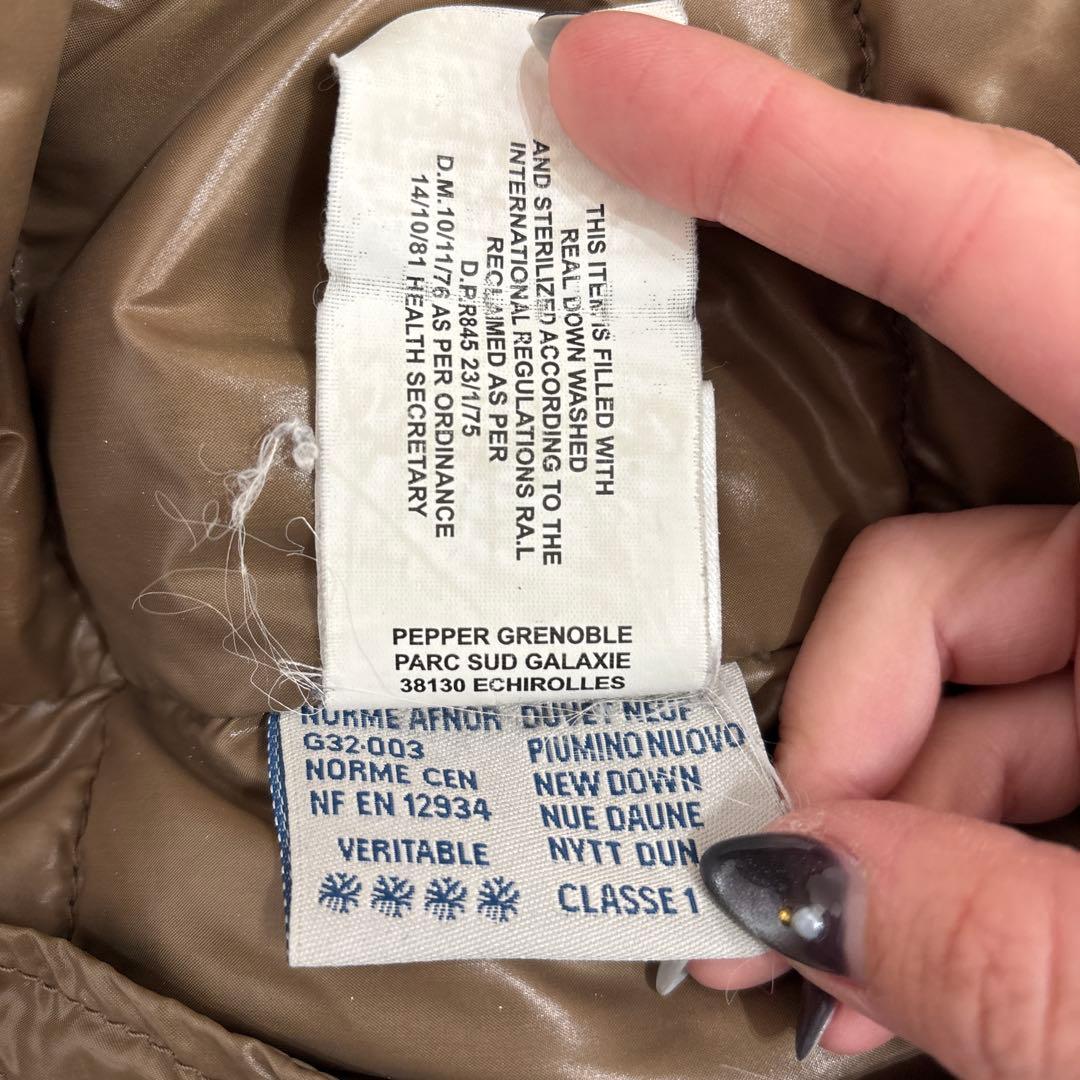 THIS ITEM IS FILLED WITH
REAL DOWN WASHED
AND STERILIZED ACCORDING TO THE
INTERNATIONAL REGULATIONS RA.L
RECLAIMED AS PER
D.P.R845 23/1/75
D.M.10/11/76 AS PER ORDINANCE
14/10/81 HEALTH SECRETARY
PEPPER GRENOBLE
PARC SUD GALAXIE
38130 ECHIROLLES
NORME AFNOR DUVET NEUF
G32-003 PIUMINO NUOVO
NORME CEN NEW DOWN
NF EN 12934 NUE DAUNE
VERITABLE NYTT DUN
CLASSE 1